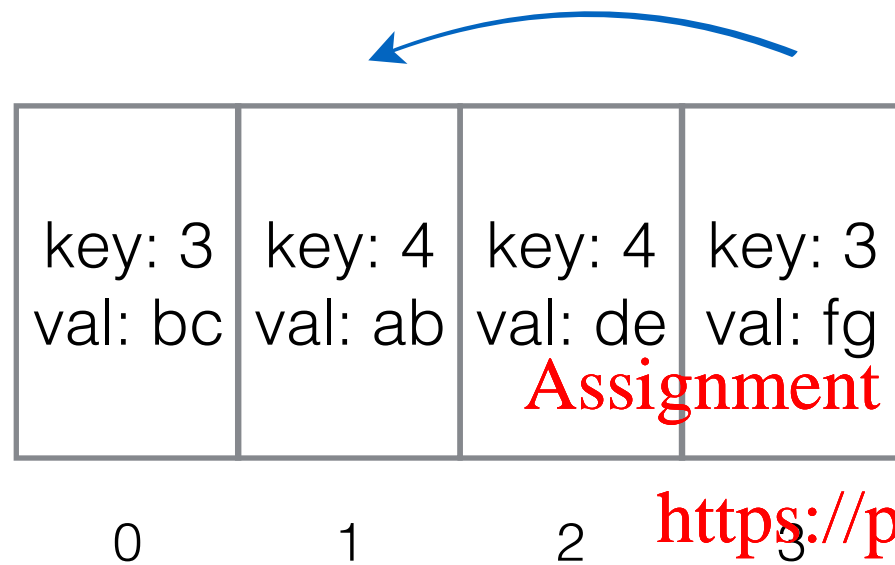 key: 3 key: 4 key: 4 key: 3
val: bc val: ab val: de val: fg
Assignment
0 1 2 3
https://p